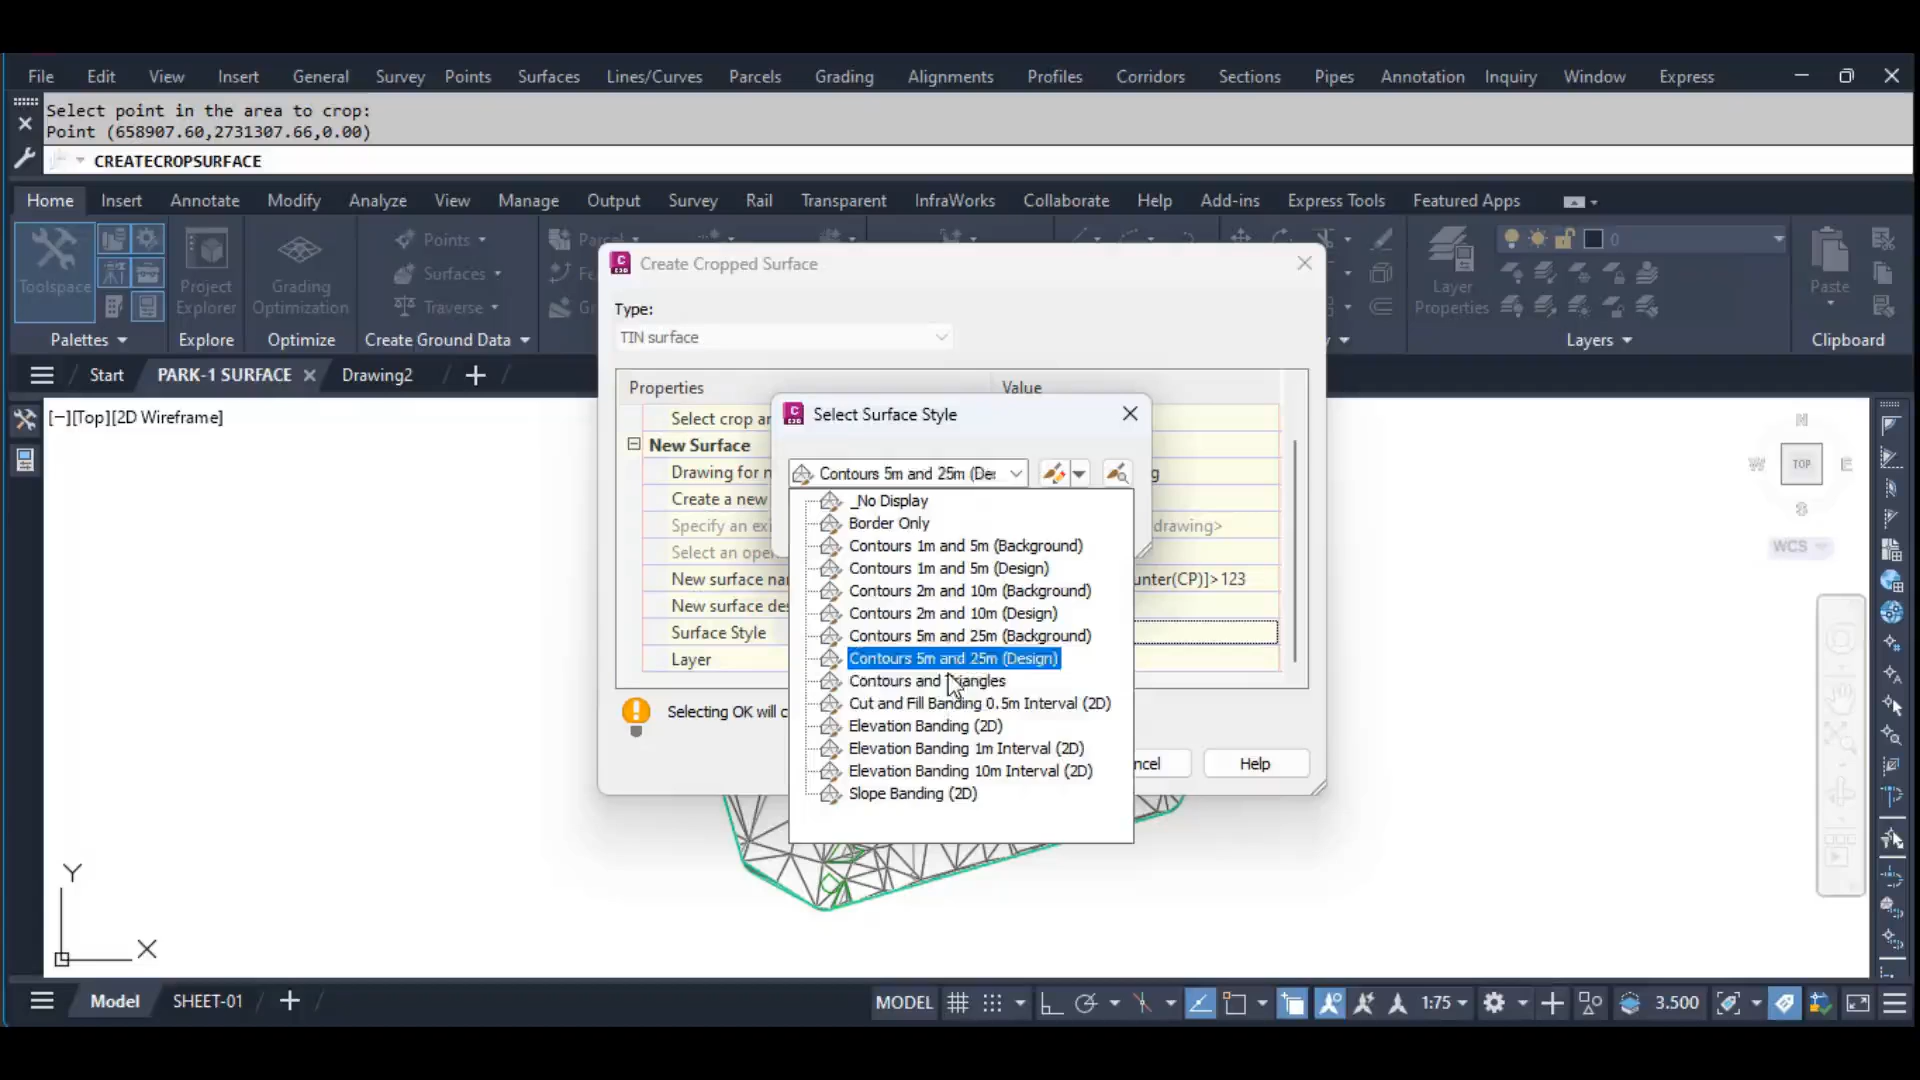 File Edit View Insert General Survey Points Surfaces Lines/Curves Parcels Grading Alignments Profiles Corridors Sections Pipes Annotation Inquiry Window Express
Select point in the area to crop:
Point (658907.60,2731307.66,0.00)
CREATECROPSURFACE
Home Insert Annotate Modify Analyze View Manage Output Survey Rail Transparent InfraWorks Collaborate Help Add-ins Express Tools Featured Apps
Toolspace
Project Explorer
Grading Optimization
Points
Surfaces
Traverse
Parcel
Layer Properties
0
Paste
Palettes Explore Optimize Create Ground Data Layers Clipboard
Start PARK-1 SURFACE Drawing2
[−][Top][2D Wireframe]
Create Cropped Surface
Type:
TIN surface
Properties Value
Select crop ar
New Surface
Drawing for n g
Create a new
Specify an exi drawing>
Select an oper
New surface na unter(CP)]>123
New surface des
Surface Style
Layer
Selecting OK will c
ncel Help
Select Surface Style
Contours 5m and 25m (De
_No Display
Border Only
Contours 1m and 5m (Background)
Contours 1m and 5m (Design)
Contours 2m and 10m (Background)
Contours 2m and 10m (Design)
Contours 5m and 25m (Background)
Contours 5m and 25m (Design)
Contours and Triangles
Cut and Fill Banding 0.5m Interval (2D)
Elevation Banding (2D)
Elevation Banding 1m Interval (2D)
Elevation Banding 10m Interval (2D)
Slope Banding (2D)
N
W TOP E
S
WCS
Y
X
Model SHEET-01
MODEL 1:75 3.500